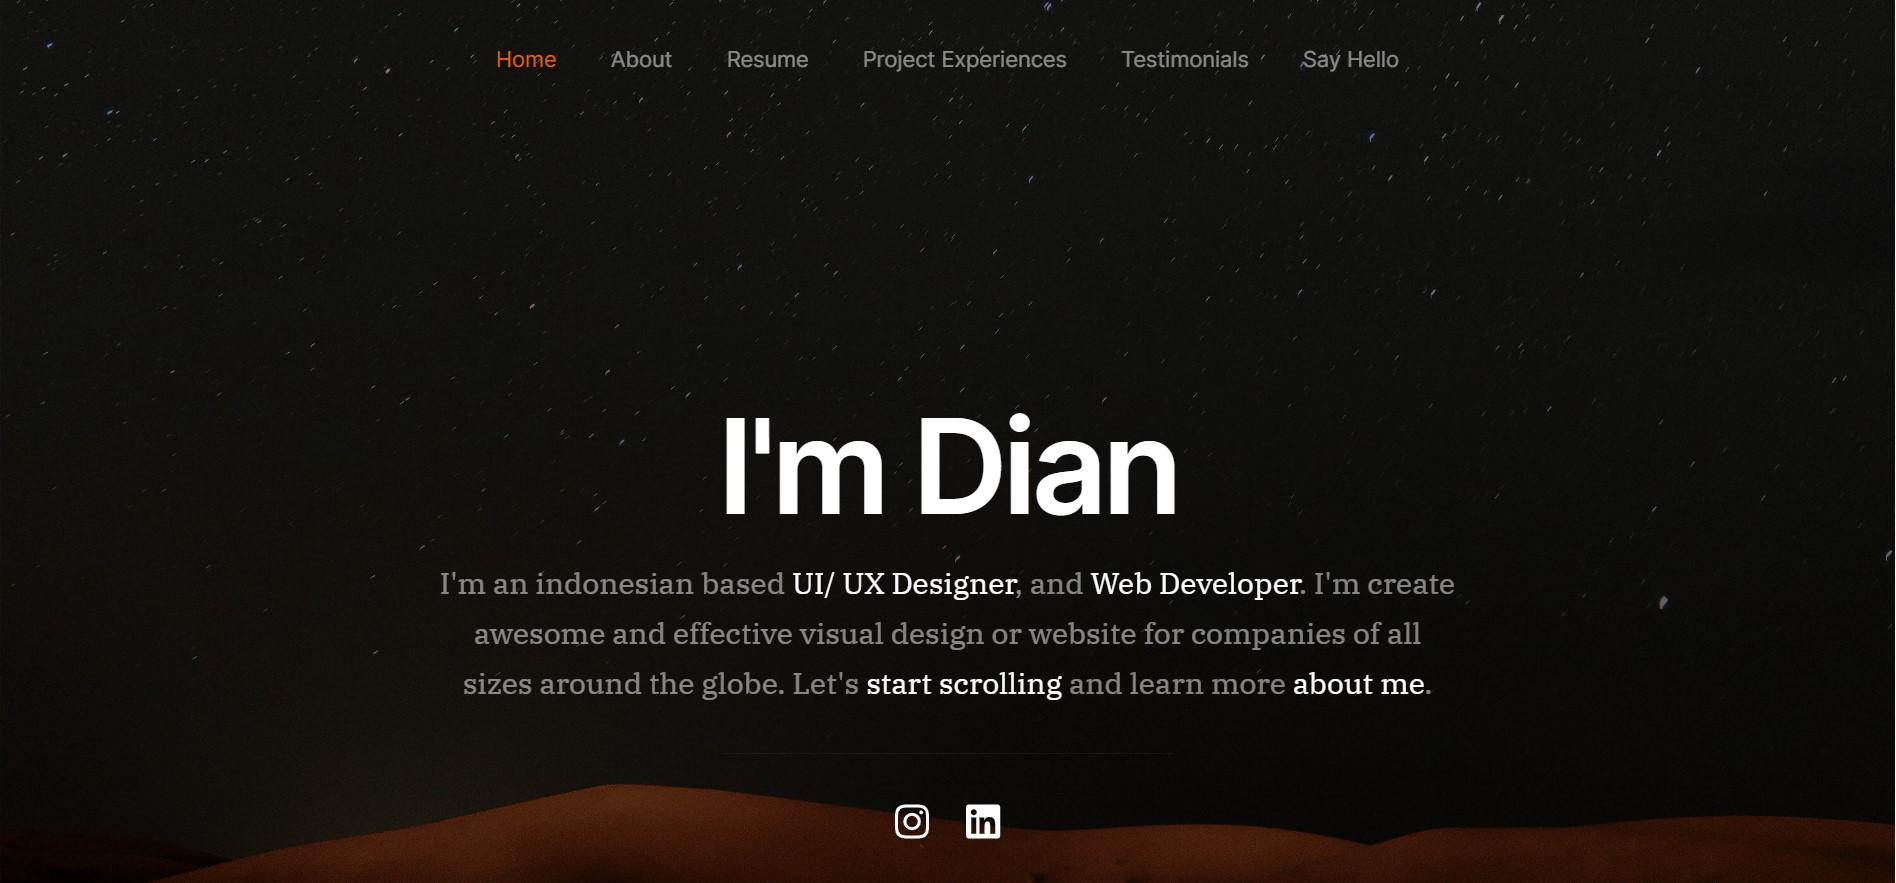 Home About Resume Project Experiences Testimonials Say Hello
I'm Dian
I'm an indonesian based UI/ UX Designer, and Web Developer. I'm create
awesome and effective visual design or website for companies of all
sizes around the globe. Let's start scrolling and learn more about me.
in